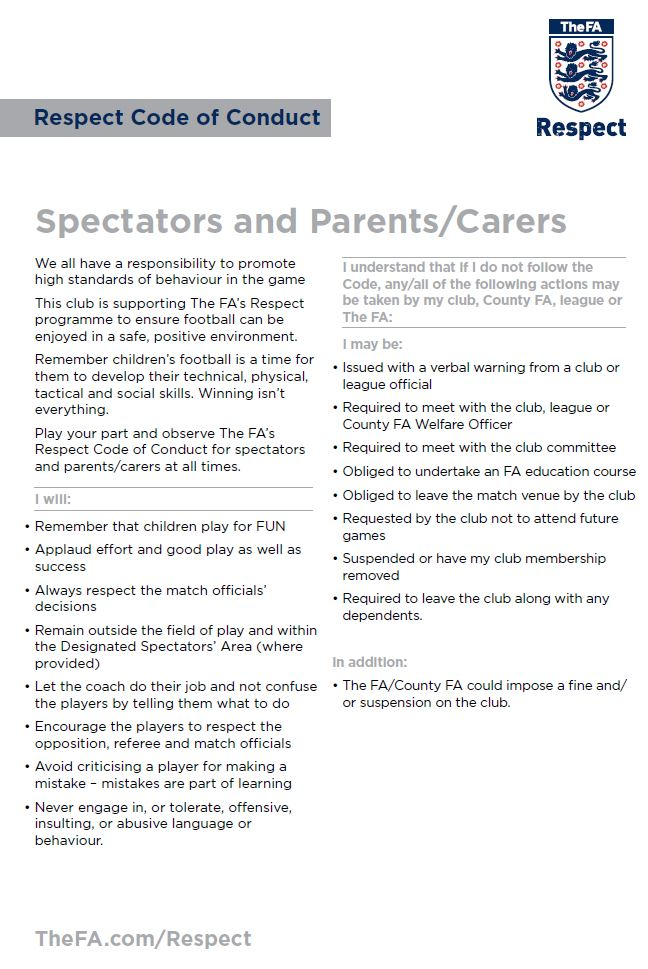 TheFA
Respect
Respect Code of Conduct
Spectators and Parents/Carers
We all have a responsibility to promote
high standards of behaviour in the game
This club is supporting The FA's Respect
programme to ensure football can be
enjoyed in a safe, positive environment.
Remember children's football is a time for
them to develop their technical, physical,
tactical and social skills. Winning isn't
everything.
Play your part and observe The FA's
Respect Code of Conduct for spectators
and parents/carers at all times.
I will:
• Remember that children play for FUN
• Applaud effort and good play as well as
success
• Always respect the match officials'
decisions
• Remain outside the field of play and within
the Designated Spectators' Area (where
provided)
• Let the coach do their job and not confuse
the players by telling them what to do
• Encourage the players to respect the
opposition, referee and match officials
• Avoid criticising a player for making a
mistake – mistakes are part of learning
• Never engage in, or tolerate, offensive,
insulting, or abusive language or
behaviour.
I understand that if I do not follow the
Code, any/all of the following actions may
be taken by my club, County FA, league or
The FA:
I may be:
• Issued with a verbal warning from a club or
league official
• Required to meet with the club, league or
County FA Welfare Officer
• Required to meet with the club committee
• Obliged to undertake an FA education course
• Obliged to leave the match venue by the club
• Requested by the club not to attend future
games
• Suspended or have my club membership
removed
• Required to leave the club along with any
dependents.
In addition:
• The FA/County FA could impose a fine and/
or suspension on the club.
TheFA.com/Respect